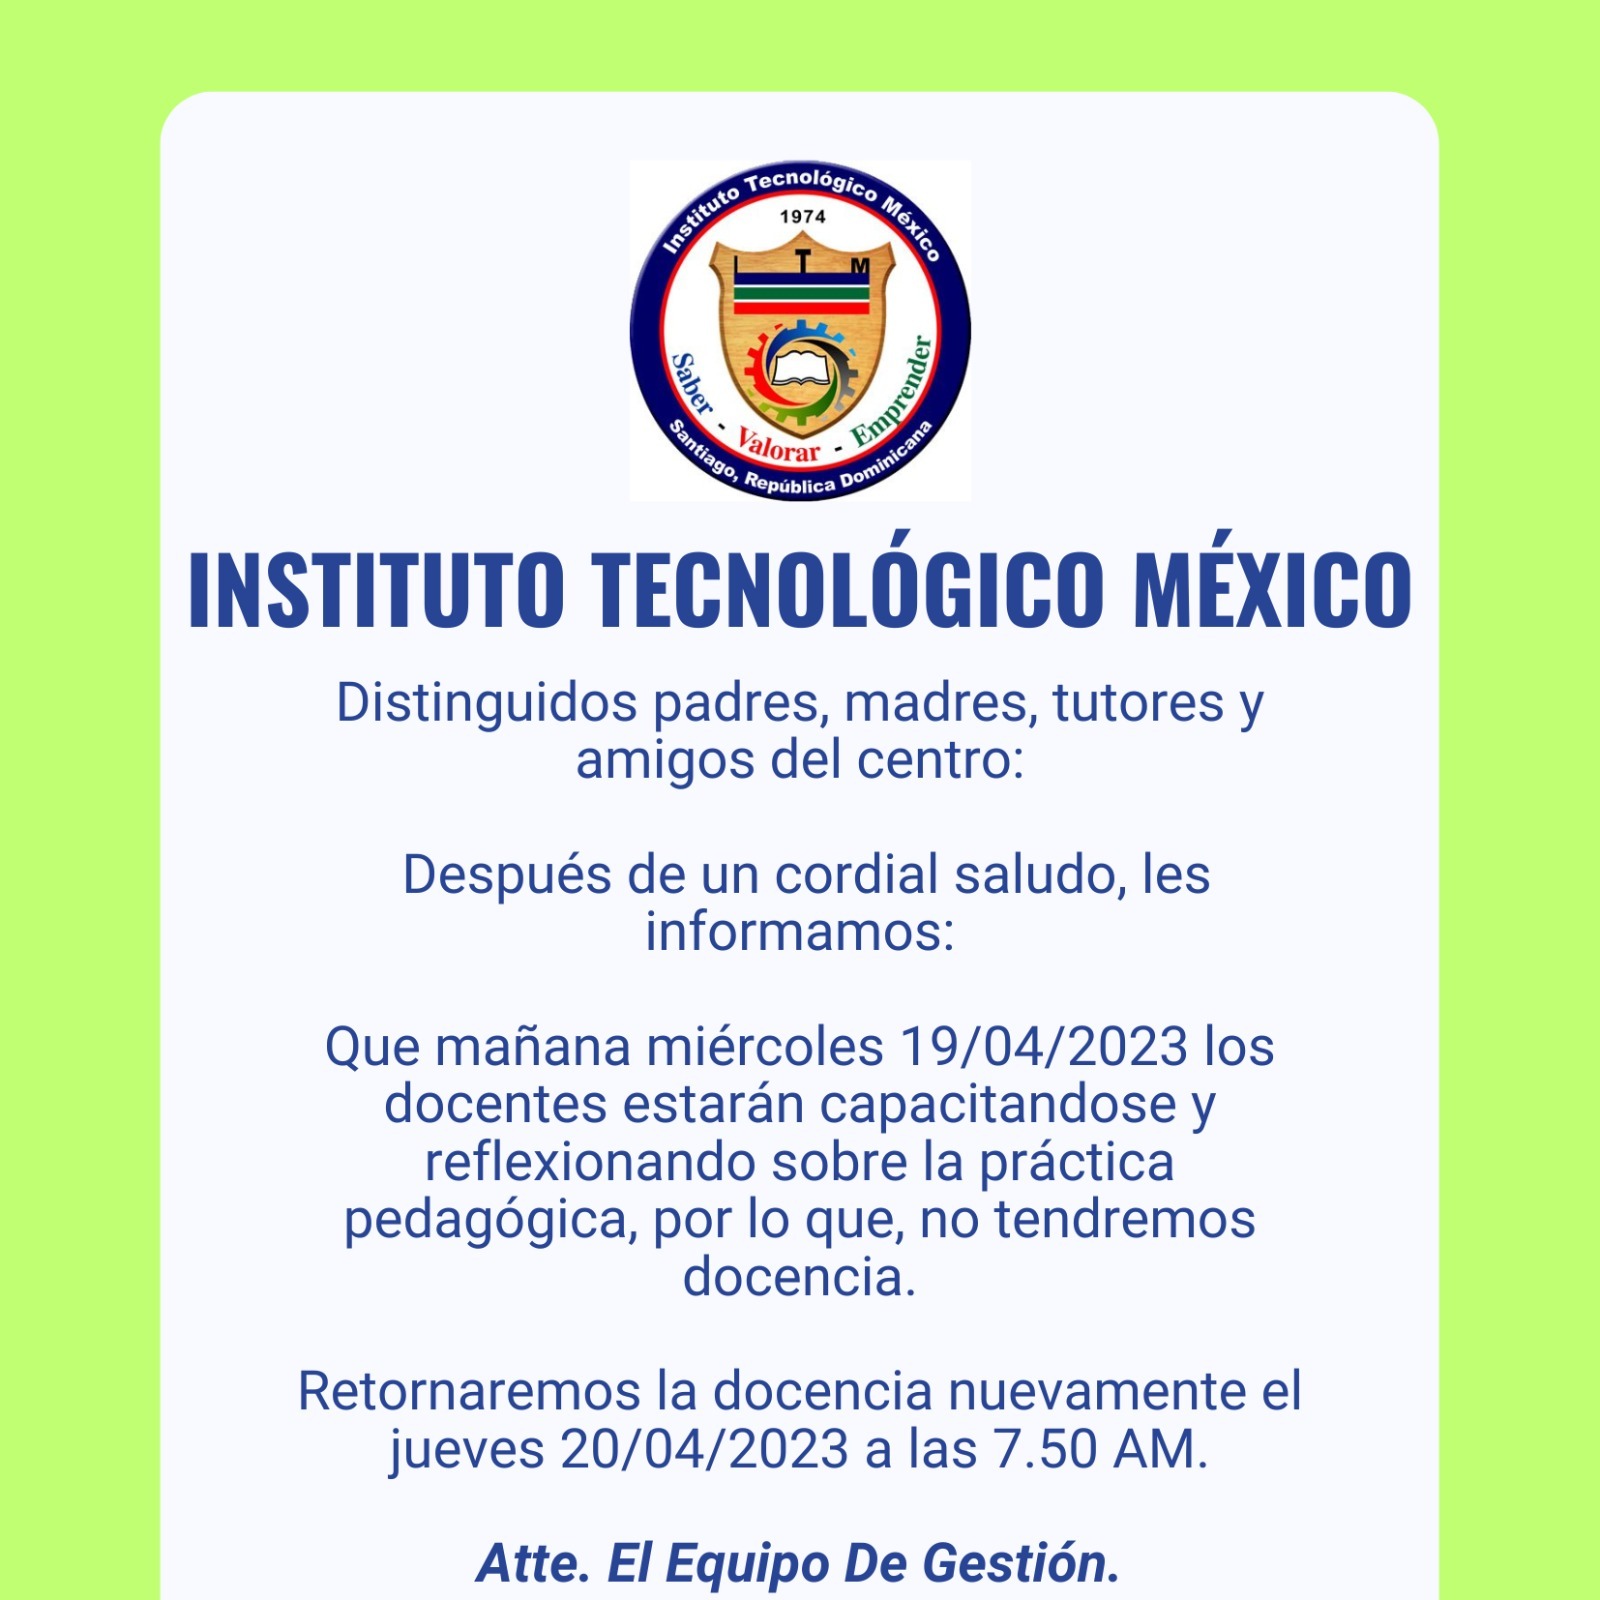 Instituto Tecnológico México
1974
I T M
Saber - Valorar - Emprender
Santiago, República Dominicana
INSTITUTO TECNOLÓGICO MÉXICO
Distinguidos padres, madres, tutores y
amigos del centro:
Después de un cordial saludo, les
informamos:
Que mañana miércoles 19/04/2023 los
docentes estarán capacitandose y
reflexionando sobre la práctica
pedagógica, por lo que, no tendremos
docencia.
Retornaremos la docencia nuevamente el
jueves 20/04/2023 a las 7.50 AM.
Atte. El Equipo De Gestión.